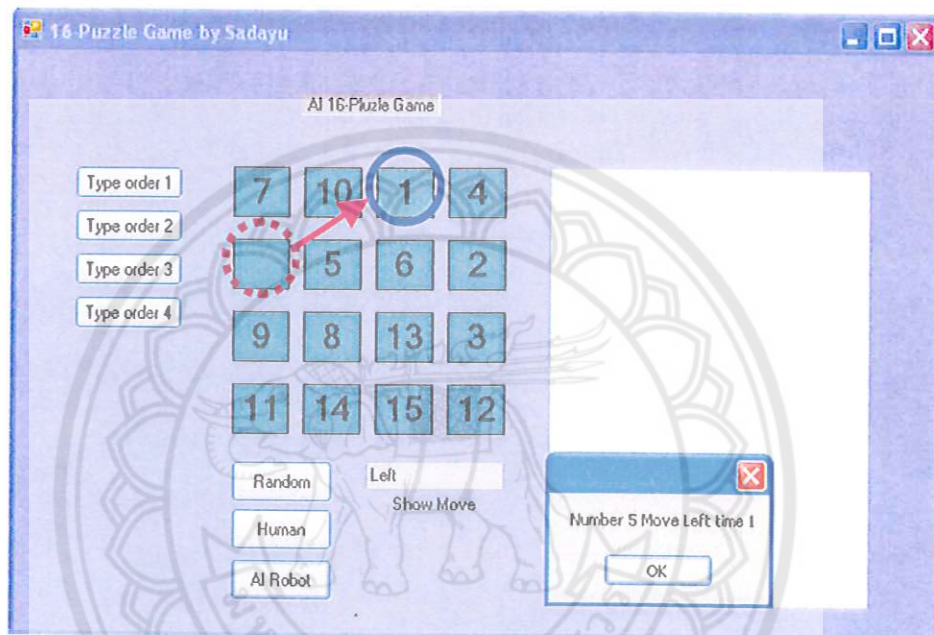 16-Puzzle Game by Sadayu
AI 16-Pluzle Game
Type order 1
Type order 2
Type order 3
Type order 4
7 10 1 4
5 6 2
9 8 13 3
11 14 15 12
Random
Human
AI Robot
Left
Show Move
Number 5 Move Left time 1
OK